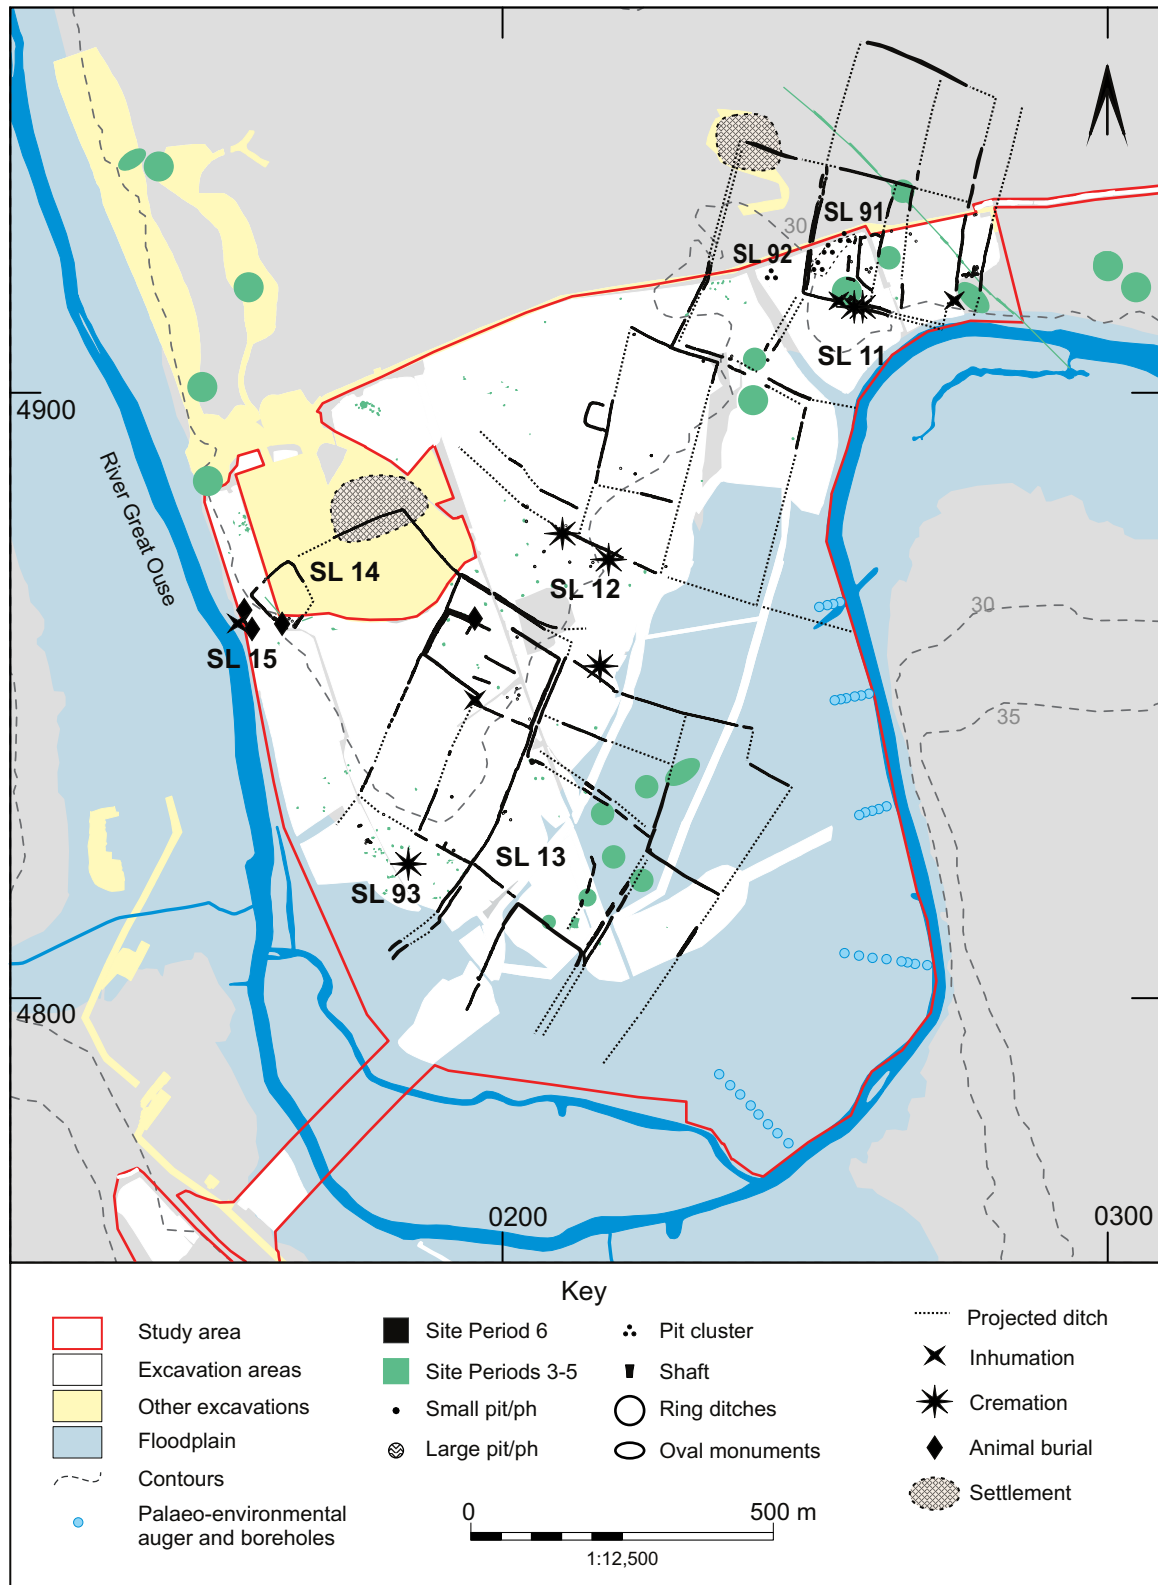 30
SL 91
SL 92
SL 11
4900
River Great Ouse
SL 14
SL 12
30
SL 15
35
SL 13
SL 93
4800
0200
0300
Key
Study area
Excavation areas
Other excavations
Floodplain
Contours
Palaeo-environmental
auger and boreholes
Site Period 6
Site Periods 3-5
Small pit/ph
Large pit/ph
Pit cluster
Shaft
Ring ditches
Oval monuments
Projected ditch
Inhumation
Cremation
Animal burial
Settlement
0 500 m
1:12,500